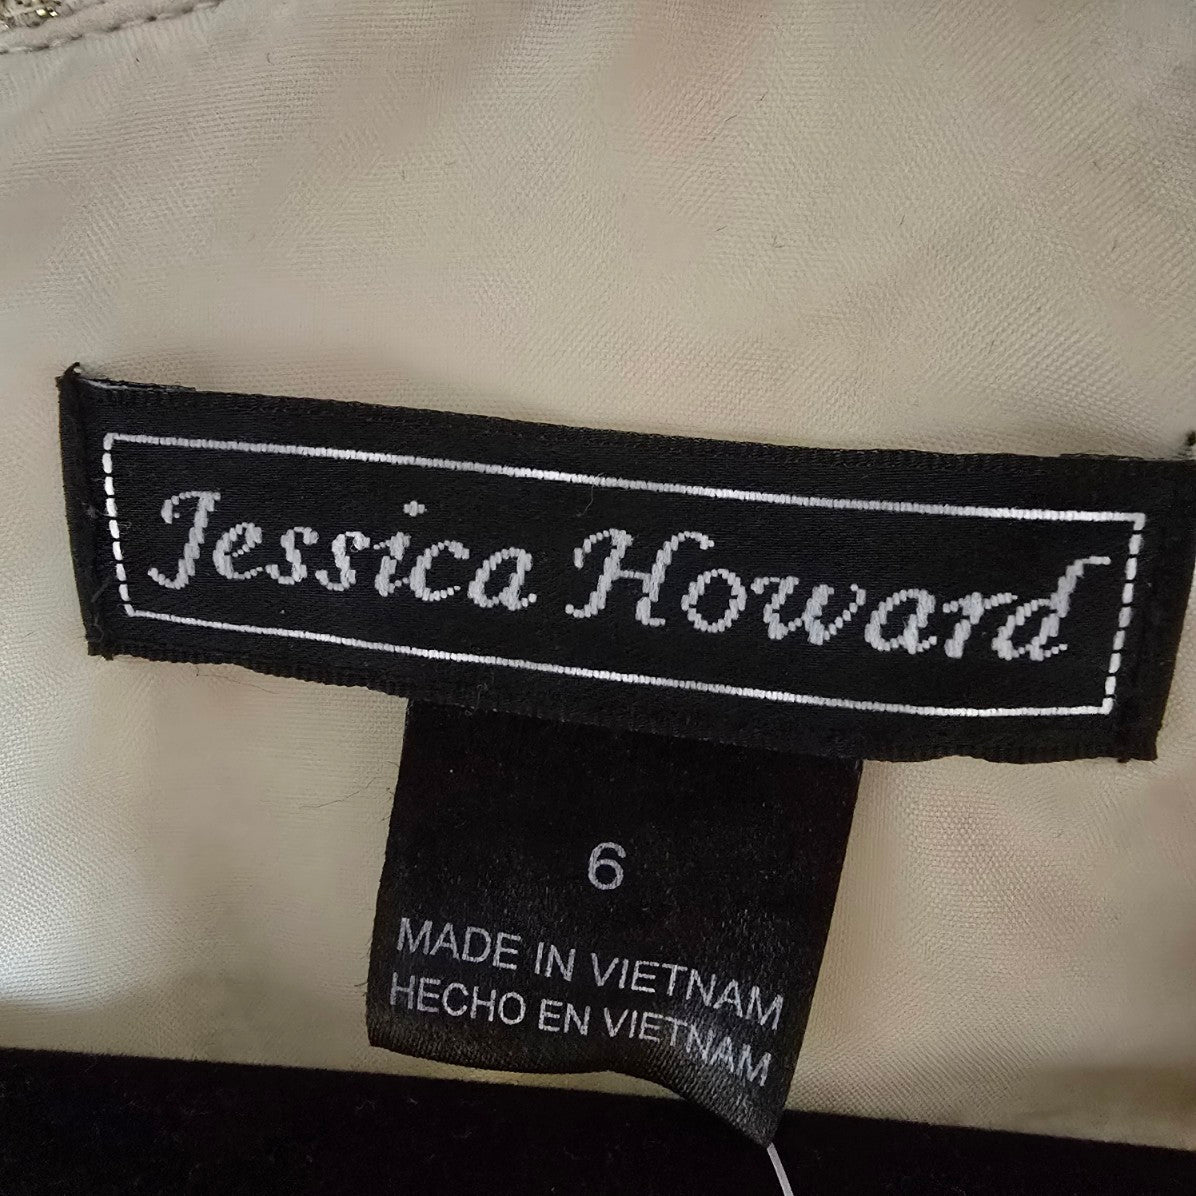 Jessica Howard
6
MADE IN VIETNAM
HECHO EN VIETNAM